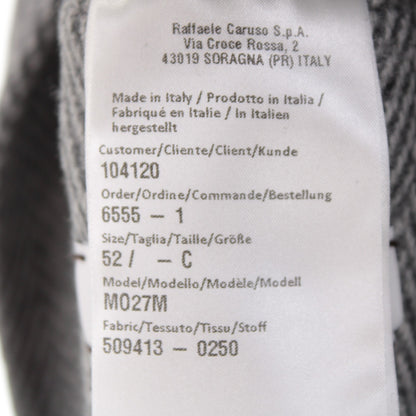 Raffaele Caruso S.p.A.
Via Croce Rossa, 2
43019 SORAGNA (PR) ITALY
Made in Italy / Prodotto in Italia /
Fabriqué en Italie / In Italien
hergestellt
Customer/Cliente/Client/Kunde
104120
Order/Ordine/Commande/Bestellung
6555 - 1
Size/Taglia/Taille/Größe
52 / - C
Model/Modello/Modèle/Modell
MO27M
Fabric/Tessuto/Tissu/Stoff
509413 - 0250